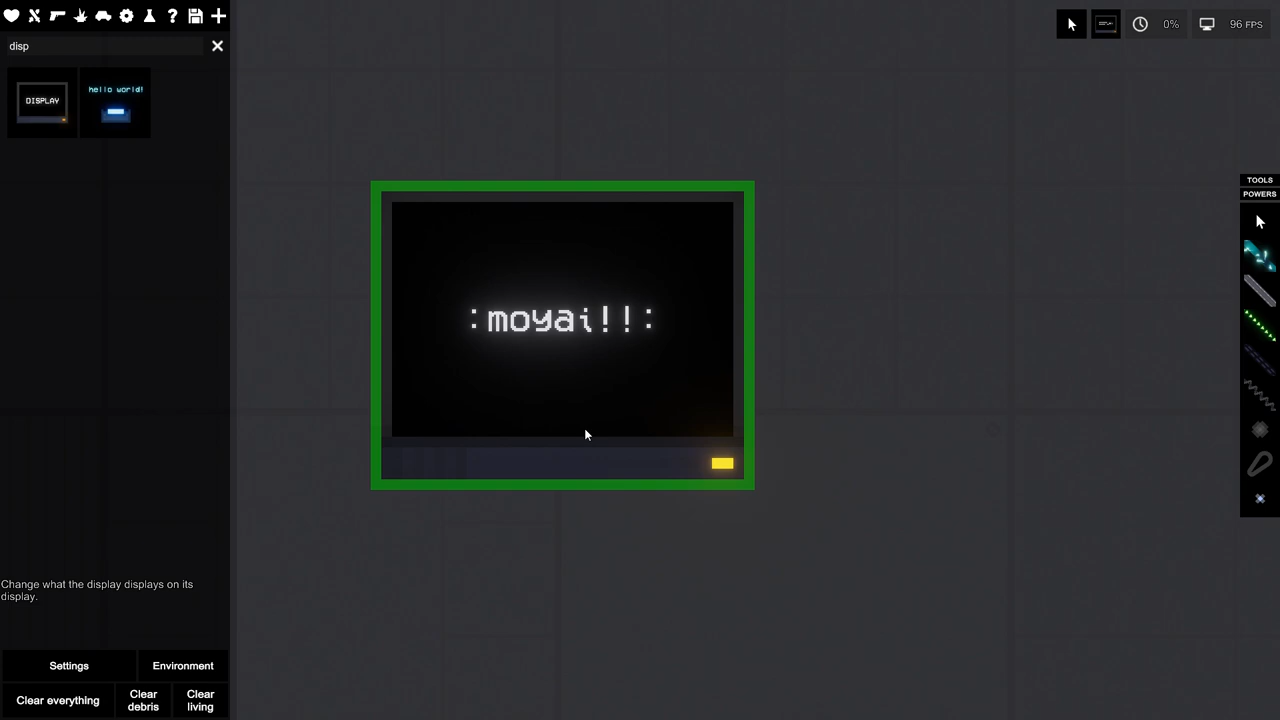 disp
0%
96 FPS
DISPLAY
hello world!
TOOLS
POWERS
:moyai!!:
Change what the display displays on its
display.
Settings
Environment
Clear everything
Clear
debris
Clear
living